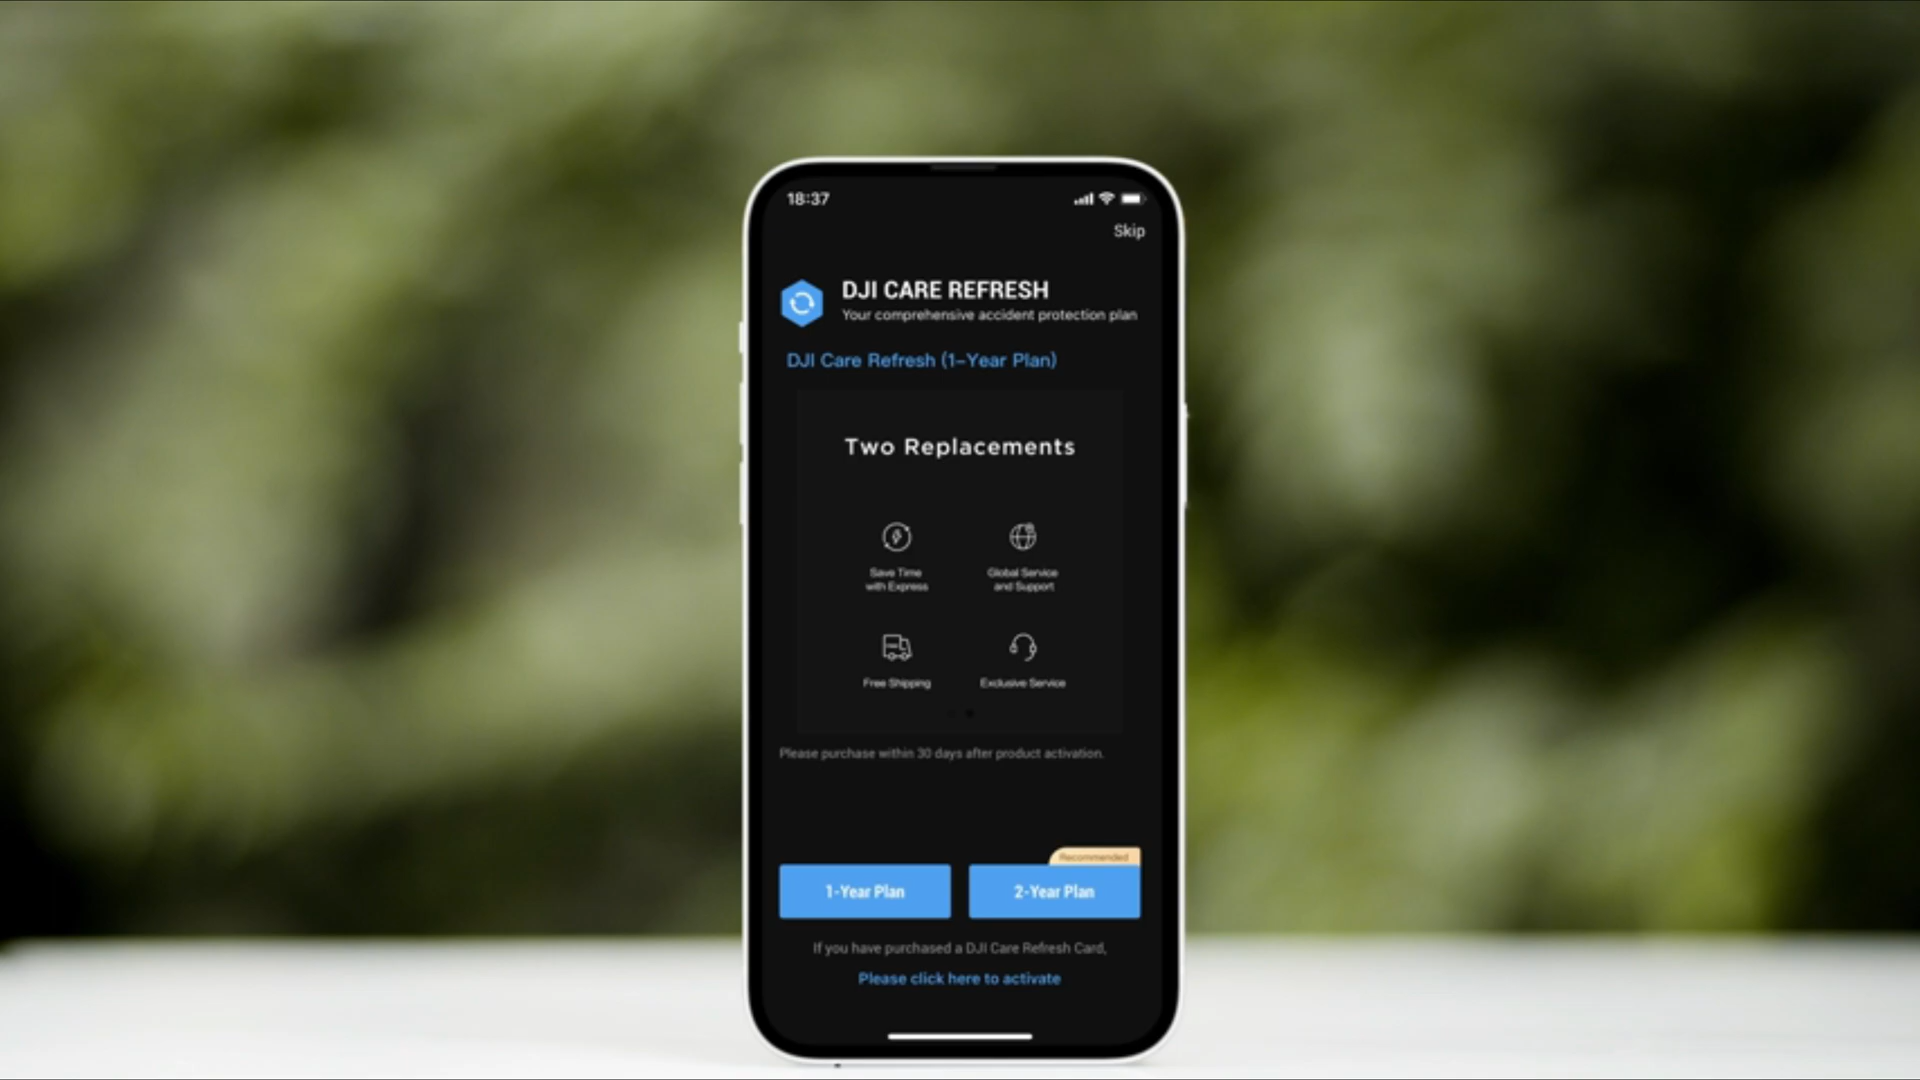 18:37
Skip
DJI CARE REFRESH
Your comprehensive accident protection plan
DJI Care Refresh (1-Year Plan)
Two Replacements
Save Time
with Express
Global Service
and Support
Free Shipping
Exclusive Service
Please purchase within 30 days after product activation.
Recommended
1-Year Plan
2-Year Plan
If you have purchased a DJI Care Refresh Card,
Please click here to activate